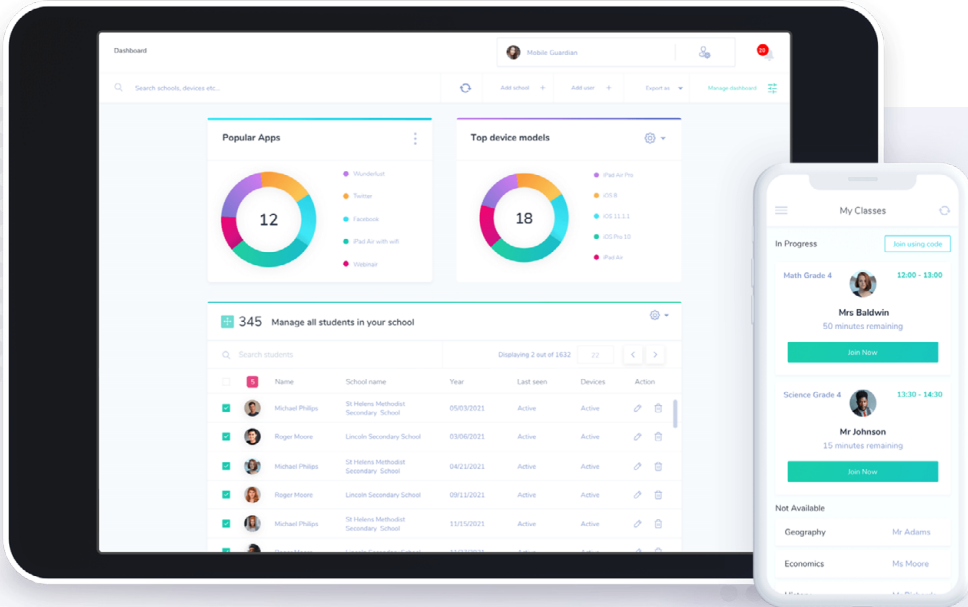 Dashboard
Mobile Guardian
20
Search schools, devices etc...
Add school +
Add user +
Export as
Manage dashboard
Popular Apps
12
Wunderlust
Twitter
Facebook
iPad Air with wifi
Webinair
Top device models
18
iPad Air Pro
iOS 8
iOS 11.1.1
iOS Pro 10
iPad Air
345 Manage all students in your school
Search students
Displaying 2 out of 1632
22
S Name School name Year Last seen Devices Action
Michael Philips St Helens Methodist Secondary School 05/03/2021 Active Active
Roger Moore Lincoln Secondary School 03/06/2021 Active Active
Michael Philips St Helens Methodist Secondary School 04/21/2021 Active Active
Roger Moore Lincoln Secondary School 09/11/2021 Active Active
Michael Philips St Helens Methodist Secondary School 11/15/2021 Active Active
My Classes
In Progress
Join using code
Math Grade 4
12:00 - 13:00
Mrs Baldwin
50 minutes remaining
Join Now
Science Grade 4
13:30 - 14:30
Mr Johnson
15 minutes remaining
Join Now
Not Available
Geography Mr Adams
Economics Ms Moore